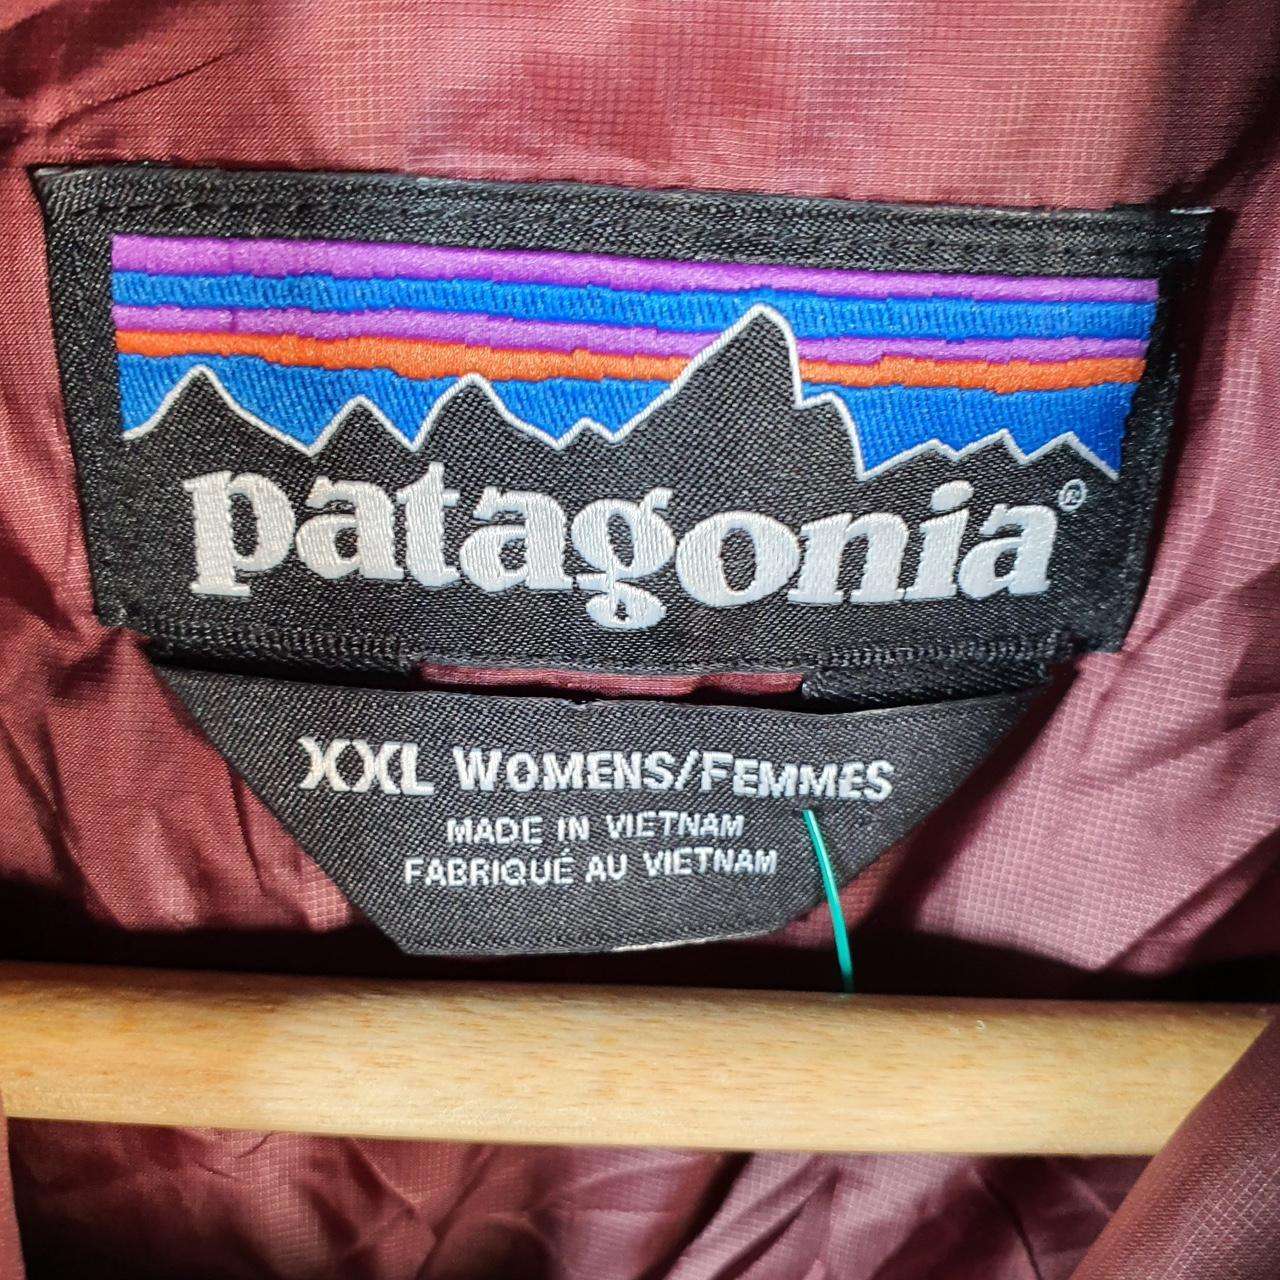 patagonia®
XXL WOMENS/FEMMES
MADE IN VIETNAM
FABRIQUÉ AU VIETNAM